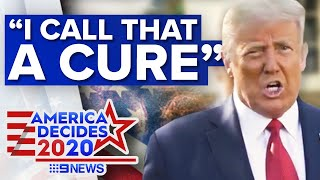 “I CALL THAT
A CURE”
AMERICA
DECIDES
2020
9NEWS